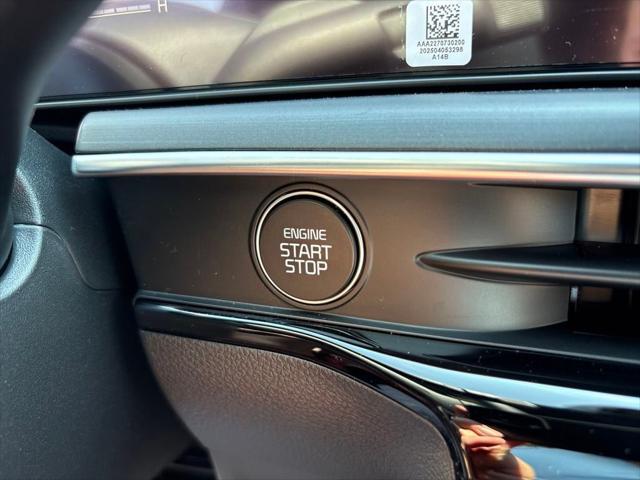 H
AAA2270730200
202504053298
A14B
ENGINE
START
STOP